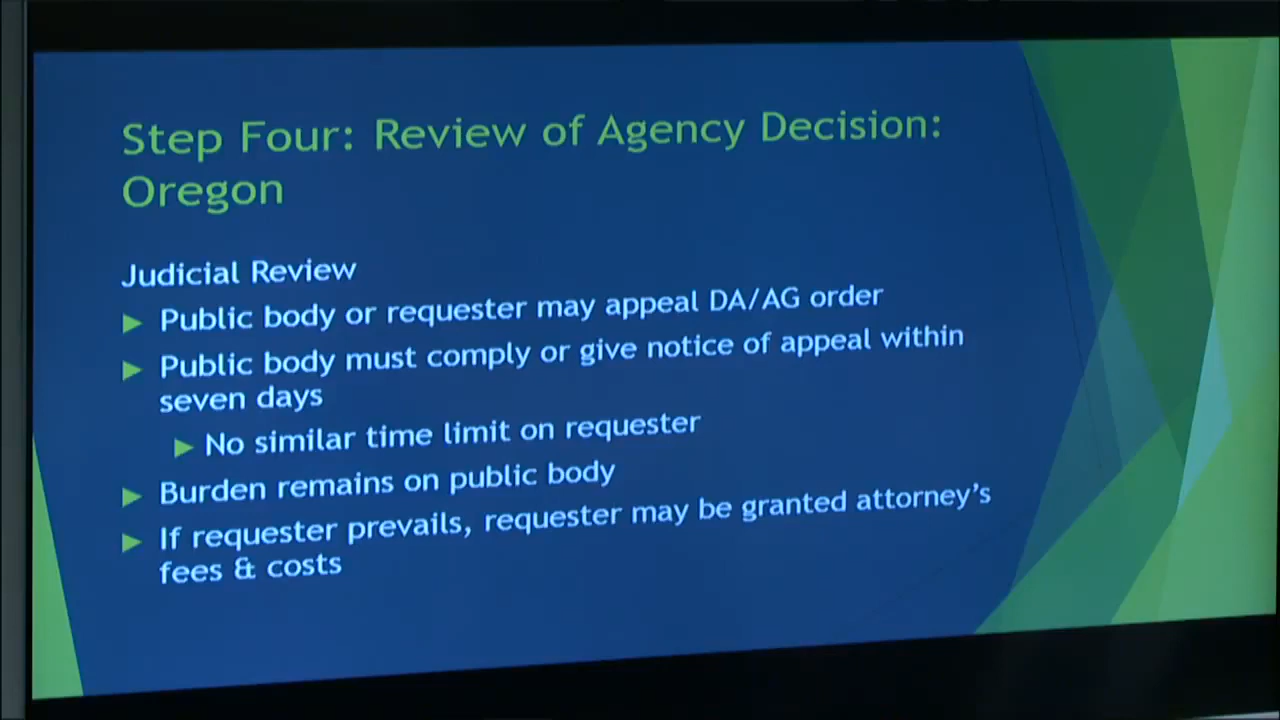 Step Four: Review of Agency Decision:
Oregon
Judicial Review
Public body or requester may appeal DA/AG order
Public body must comply or give notice of appeal within
seven days
No similar time limit on requester
Burden remains on public body
If requester prevails, requester may be granted attorney’s
fees & costs